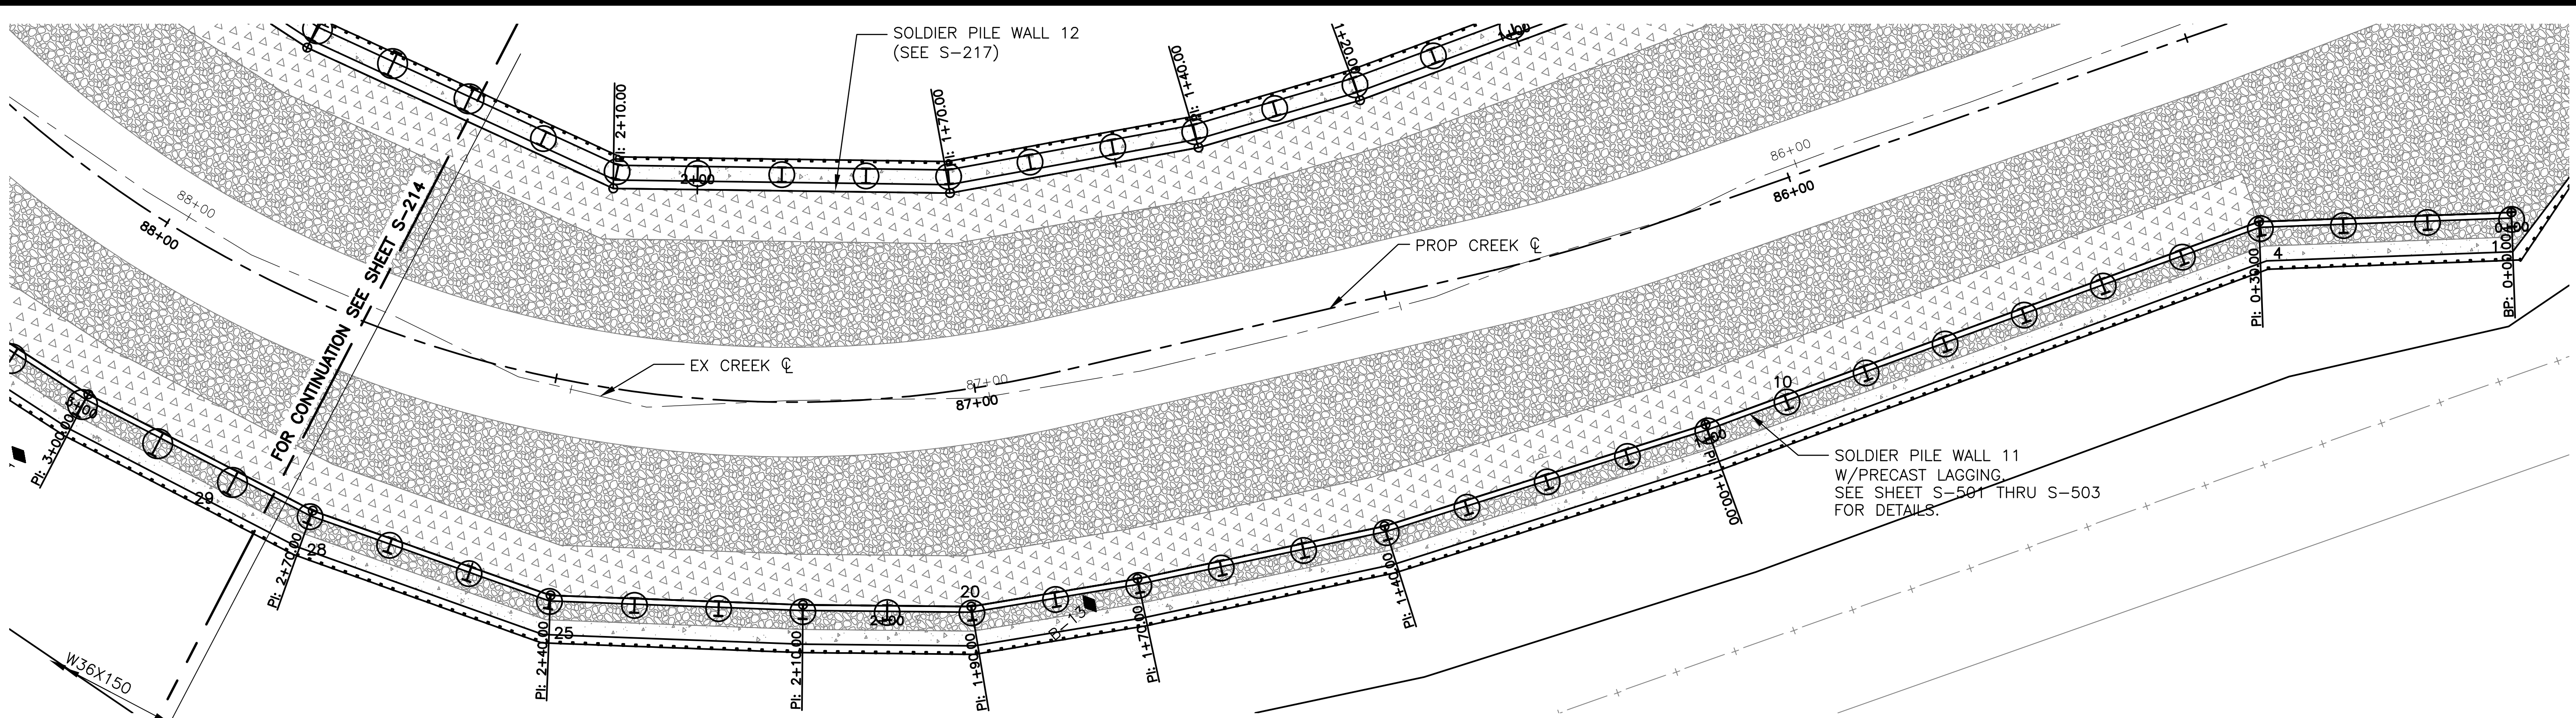 SOLDIER PILE WALL 12
(SEE S-217)
PI: 2+10.00
2+00
PI: 1+70.00
PI: 1+40.00
1+20.00
1+00
88+00
88+00
FOR CONTINUATION SEE SHEET S-214
86+00
86+00
PROP CREEK ℄
EX CREEK ℄
87+00
87+00
SOLDIER PILE WALL 11
W/PRECAST LAGGING.
SEE SHEET S-501 THRU S-503
FOR DETAILS.
PI: 3+00.00
29
PI: 2+70.00
28
PI: 2+40.00
25
PI: 2+10.00
2+00
20
PI: 1+90.00
B-13
PI: 1+70.00
PI: 1+40.00
1+00
PI: 1+00.00
10
PI: 0+30.00
4
1
0+00
BP: 0+00.00
W36X150